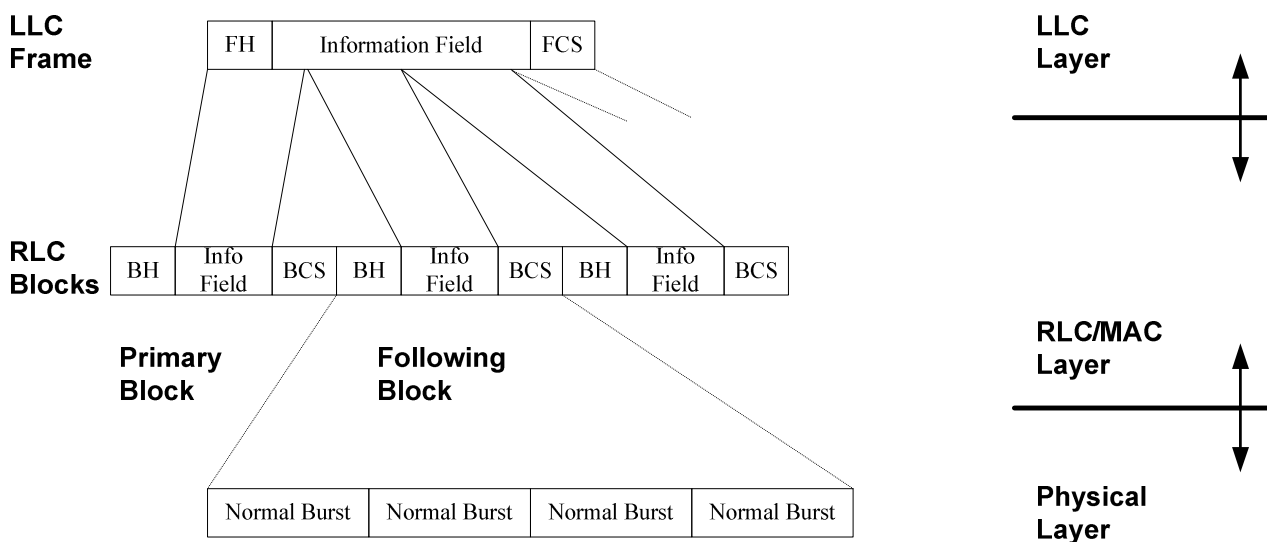 LLC
Frame
FH
Information Field
FCS
LLC
Layer
RLC
Blocks
BH
Info
Field
BCS
BH
Info
Field
BCS
BH
Info
Field
BCS
Primary
Block
Following
Block
RLC/MAC
Layer
Normal Burst
Normal Burst
Normal Burst
Normal Burst
Physical
Layer